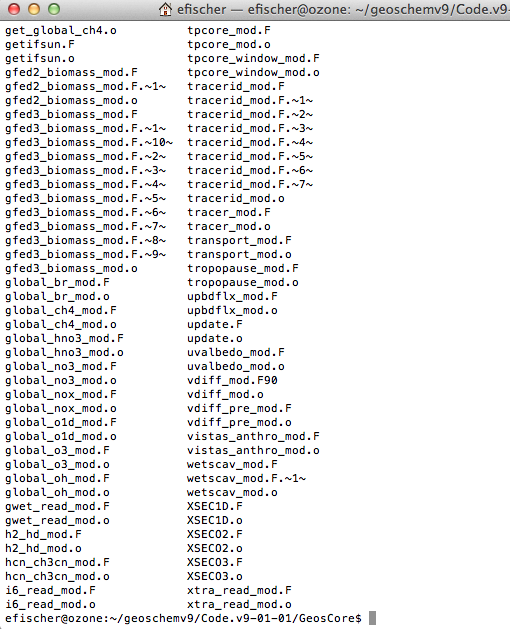 efischer — efischer@ozone: ~/geoschemv9/Code.v9-
get_global_ch4.o tpcore_mod.F
getifsun.F tpcore_mod.o
getifsun.o tpcore_window_mod.F
gfed2_biomass_mod.F tpcore_window_mod.o
gfed2_biomass_mod.F.~1~ tracerid_mod.F
gfed2_biomass_mod.o tracerid_mod.F.~1~
gfed3_biomass_mod.F tracerid_mod.F.~2~
gfed3_biomass_mod.F.~1~ tracerid_mod.F.~3~
gfed3_biomass_mod.F.~10~ tracerid_mod.F.~4~
gfed3_biomass_mod.F.~2~ tracerid_mod.F.~5~
gfed3_biomass_mod.F.~3~ tracerid_mod.F.~6~
gfed3_biomass_mod.F.~4~ tracerid_mod.F.~7~
gfed3_biomass_mod.F.~5~ tracerid_mod.o
gfed3_biomass_mod.F.~6~ tracer_mod.F
gfed3_biomass_mod.F.~7~ tracer_mod.o
gfed3_biomass_mod.F.~8~ transport_mod.F
gfed3_biomass_mod.F.~9~ transport_mod.o
gfed3_biomass_mod.o tropopause_mod.F
global_br_mod.F tropopause_mod.o
global_br_mod.o upbdflx_mod.F
global_ch4_mod.F upbdflx_mod.o
global_ch4_mod.o update.F
global_hno3_mod.F update.o
global_hno3_mod.o uvalbedo_mod.F
global_no3_mod.F uvalbedo_mod.o
global_no3_mod.o vdiff_mod.F90
global_nox_mod.F vdiff_mod.o
global_nox_mod.o vdiff_pre_mod.F
global_o1d_mod.F vdiff_pre_mod.o
global_o1d_mod.o vistas_anthro_mod.F
global_o3_mod.F vistas_anthro_mod.o
global_o3_mod.o wetscav_mod.F
global_oh_mod.F wetscav_mod.F.~1~
global_oh_mod.o wetscav_mod.o
gwet_read_mod.F XSEC1D.F
gwet_read_mod.o XSEC1D.o
h2_hd_mod.F XSECO2.F
h2_hd_mod.o XSECO2.o
hcn_ch3cn_mod.F XSECO3.F
hcn_ch3cn_mod.o XSECO3.o
i6_read_mod.F xtra_read_mod.F
i6_read_mod.o xtra_read_mod.o
efischer@ozone:~/geoschemv9/Code.v9-01-01/GeosCore$